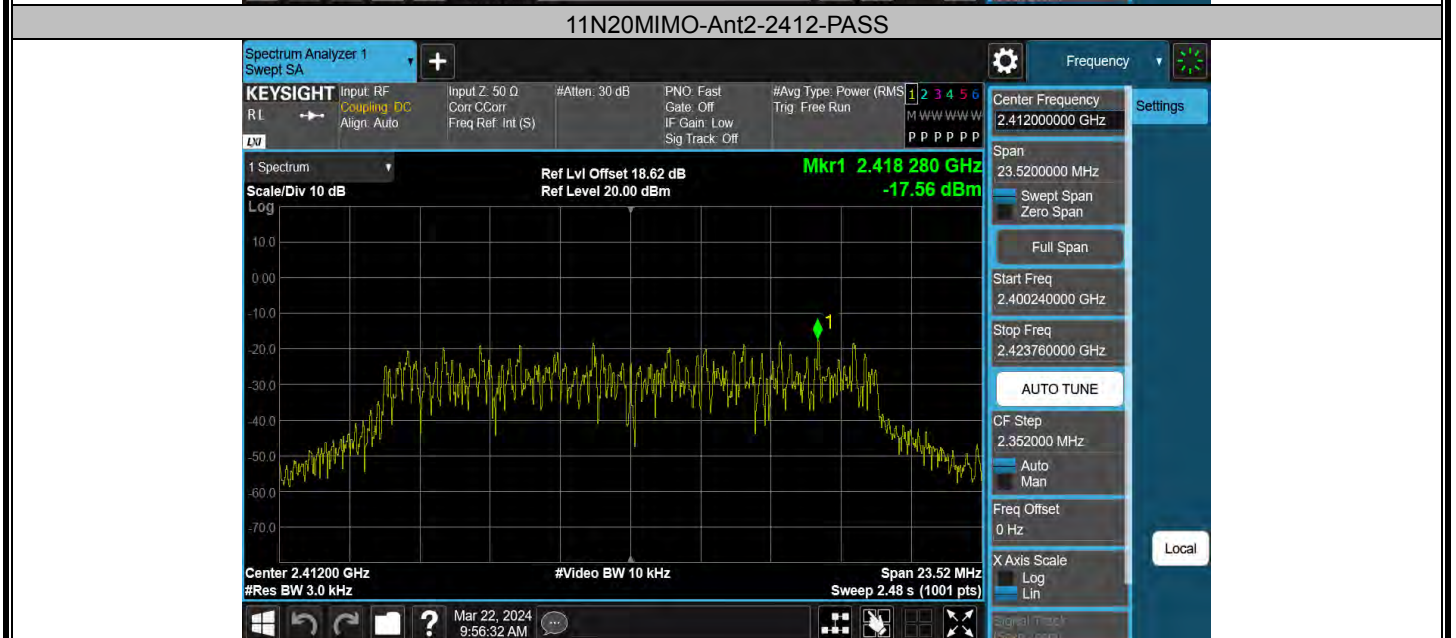 11N20MIMO-Ant2-2412-PASS
Spectrum Analyzer 1
Swept SA
Frequency
KEYSIGHT
RL
LXI
Input: RF
Coupling: DC
Align: Auto
Input Z: 50 Ω
Corr CCorr
Freq Ref: Int (S)
#Atten: 30 dB
PNO: Fast
Gate: Off
IF Gain: Low
Sig Track: Off
#Avg Type: Power (RMS
Trig: Free Run
1 2 3 4 5 6
M W W W W W
P P P P P P
1 Spectrum
Scale/Div 10 dB
Log
Ref Lvl Offset 18.62 dB
Ref Level 20.00 dBm
Mkr1 2.418 280 GHz
-17.56 dBm
10.0
0.00
-10.0
-20.0
-30.0
-40.0
-50.0
-60.0
-70.0
1
Center 2.41200 GHz
#Res BW 3.0 kHz
#Video BW 10 kHz
Span 23.52 MHz
Sweep 2.48 s (1001 pts)
Center Frequency
2.412000000 GHz
Settings
Span
23.5200000 MHz
Swept Span
Zero Span
Full Span
Start Freq
2.400240000 GHz
Stop Freq
2.423760000 GHz
AUTO TUNE
CF Step
2.352000 MHz
Auto
Man
Freq Offset
0 Hz
X Axis Scale
Log
Lin
Signal Track
Local
?
Mar 22, 2024
9:56:32 AM